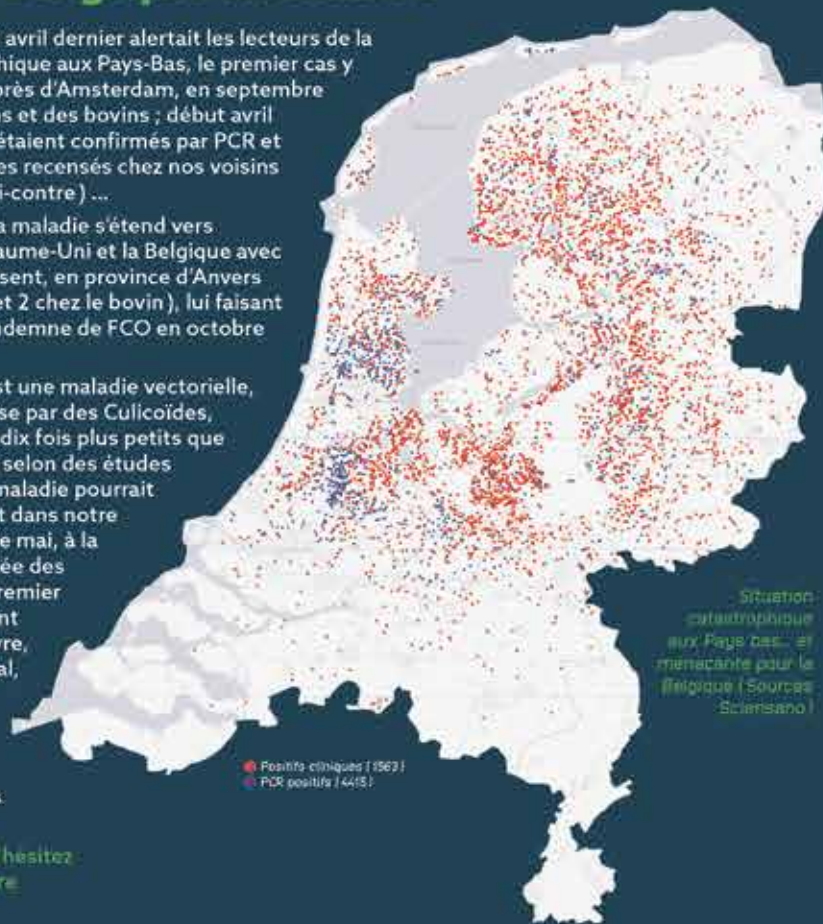 avril dernier alertait les lecteurs de la
hique aux Pays-Bas, le premier cas y
près d'Amsterdam, en septembre
ns et des bovins ; début avril
étaient confirmés par PCR et
es recensés chez nos voisins
i-contre ) ...
a maladie s'étend vers
aume-Uni et la Belgique avec
sent, en province d'Anvers
et 2 chez le bovin ), lui faisant
ndemne de FCO en octobre
st une maladie vectorielle,
se par des Culicoïdes,
dix fois plus petits que
selon des études
maladie pourrait
t dans notre
e mai, à la
ée des
remier
nt
vre,
al,
hésitez
re
Situation
catastrophique
aux Pays bas... et
menaçante pour la
Belgique ( Sources
Sciensano )
Positifs cliniques ( 1563 )
PCR positifs ( 4415 )